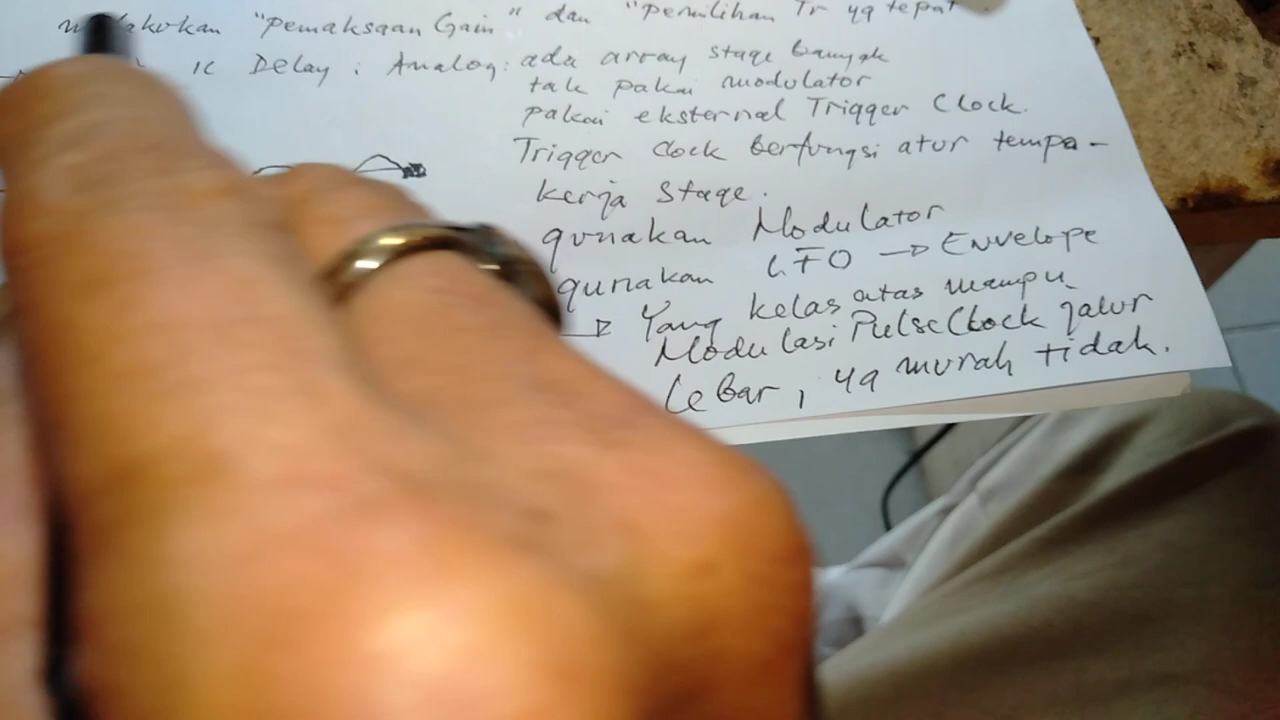 melakukan "pemaksaan Gain" dan "pemilihan Tr yg tepat
IC Delay : Analog : ada array stage banyak
tak pakai modulator
pakai eksternal Trigger Clock.
Trigger clock berfungsi atur tempo-
kerja stage.
gunakan Modulator
gunakan LFO → Envelope
→ Yang kelas atas mampu
Modulasi PulseClock jalur
lebar, yg murah tidak.